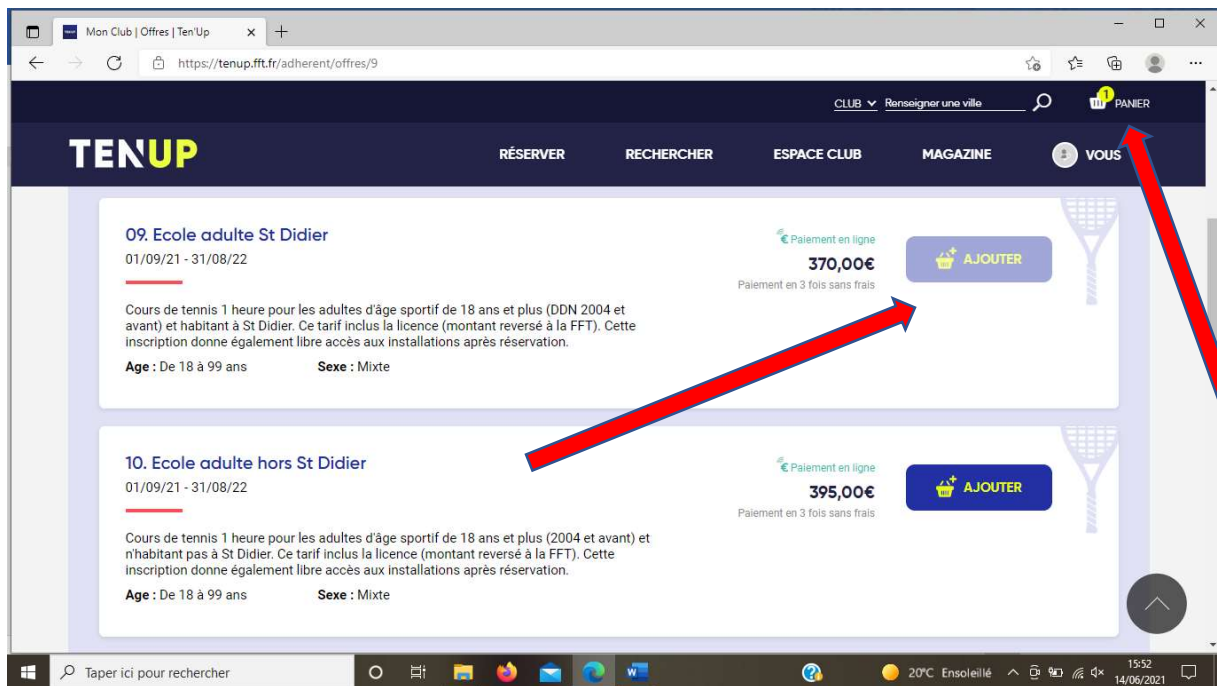 Mon Club | Offres | Ten'Up
https://tenup.fft.fr/adherent/offres/9
CLUB Renseigner une ville 1 PANIER
TENUP RÉSERVER RECHERCHER ESPACE CLUB MAGAZINE VOUS
09. Ecole adulte St Didier
01/09/21 - 31/08/22
€ Paiement en ligne
370,00€
Paiement en 3 fois sans frais
AJOUTER
Cours de tennis 1 heure pour les adultes d'âge sportif de 18 ans et plus (DDN 2004 et
avant) et habitant à St Didier. Ce tarif inclus la licence (montant reversé à la FFT). Cette
inscription donne également libre accès aux installations après réservation.
Age : De 18 à 99 ans Sexe : Mixte
10. Ecole adulte hors St Didier
01/09/21 - 31/08/22
€ Paiement en ligne
395,00€
Paiement en 3 fois sans frais
AJOUTER
Cours de tennis 1 heure pour les adultes d'âge sportif de 18 ans et plus (2004 et avant) et
n'habitant pas à St Didier. Ce tarif inclus la licence (montant reversé à la FFT). Cette
inscription donne également libre accès aux installations après réservation.
Age : De 18 à 99 ans Sexe : Mixte
Taper ici pour rechercher
20°C Ensoleillé
15:52
14/06/2021